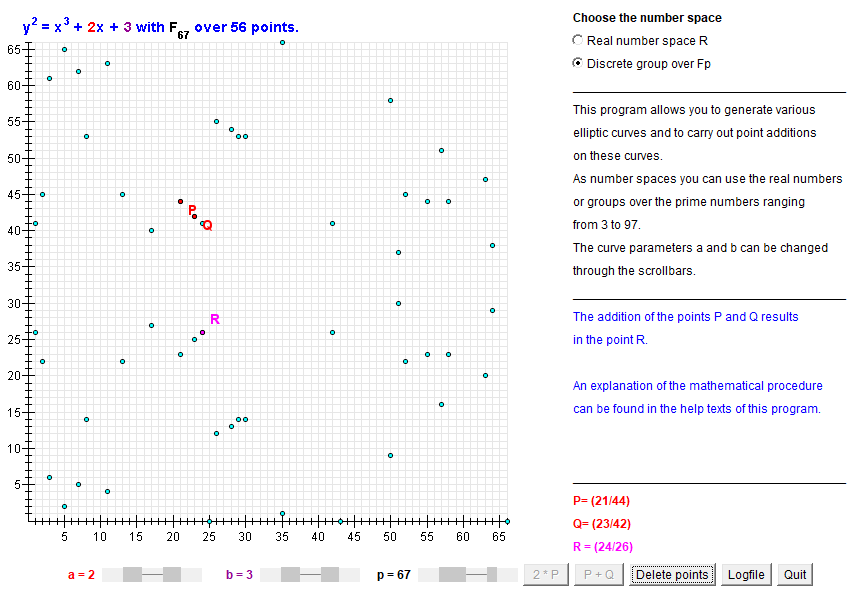 y² = x³ + 2x + 3 with F₆₇ over 56 points.
65
60
55
50
45
40
35
30
25
20
15
10
5
P
Q
R
5 10 15 20 25 30 35 40 45 50 55 60 65
a = 2
b = 3
p = 67
Choose the number space
Real number space R
Discrete group over Fp
This program allows you to generate various
elliptic curves and to carry out point additions
on these curves.
As number spaces you can use the real numbers
or groups over the prime numbers ranging
from 3 to 97.
The curve parameters a and b can be changed
through the scrollbars.
The addition of the points P and Q results
in the point R.
An explanation of the mathematical procedure
can be found in the help texts of this program.
P= (21/44)
Q= (23/42)
R = (24/26)
2 * P
P + Q
Delete points
Logfile
Quit